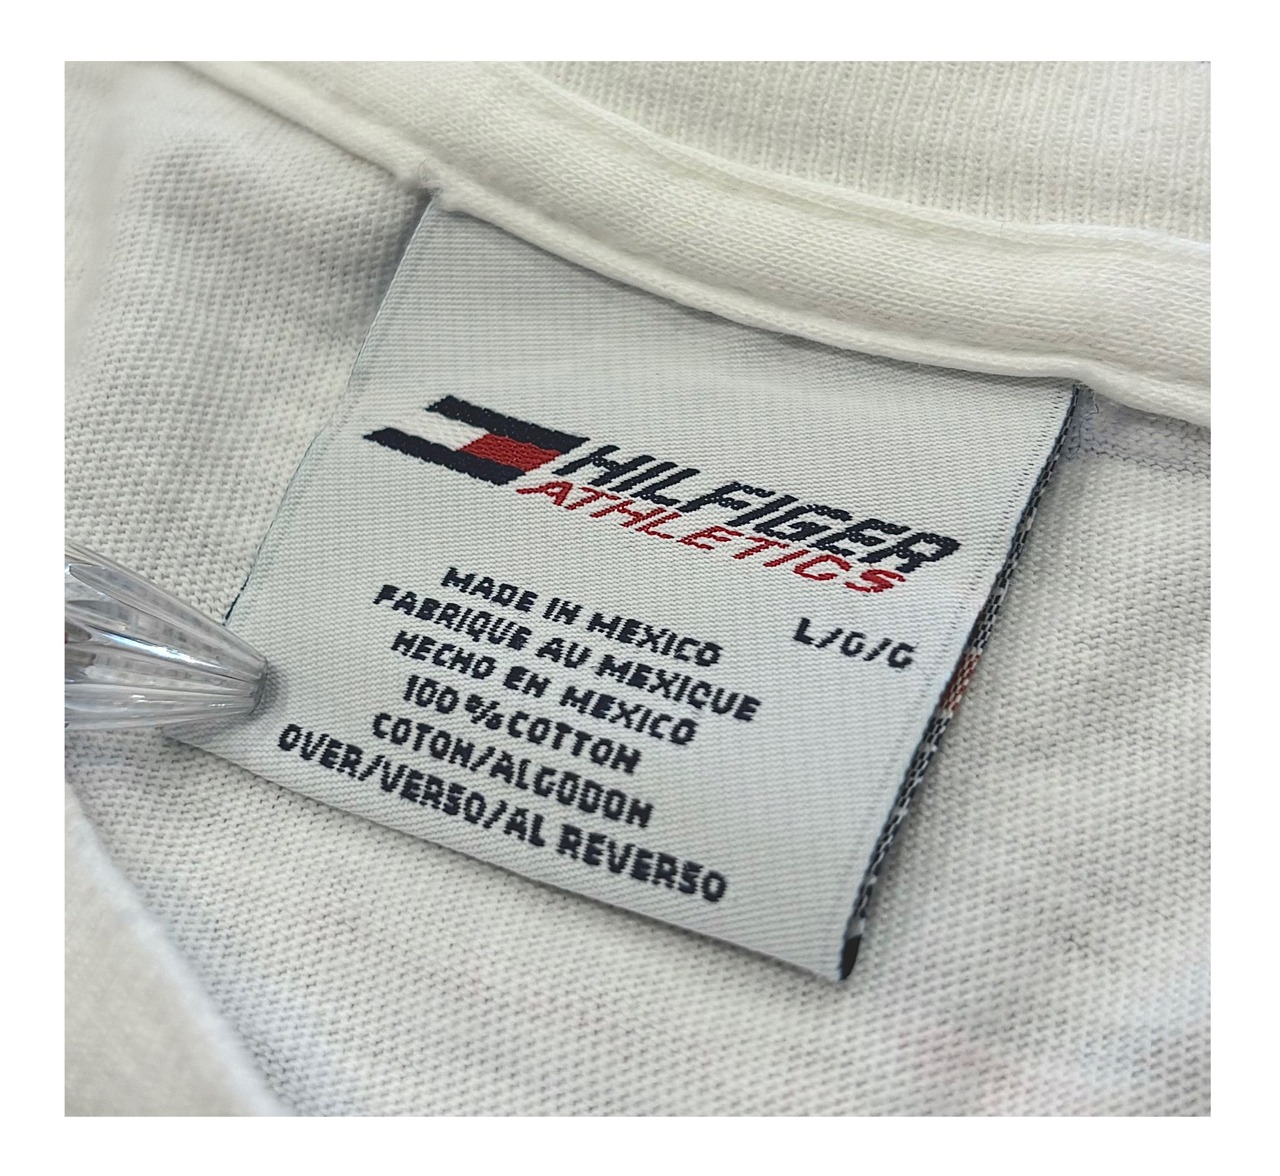 HILFIGER
ATHLETICS
L/G/G
MADE IN MEXICO
FABRIQUE AU MEXIQUE
HECHO EN MEXICO
100%COTTON
COTON/ALGODON
OVER/VERSO/AL REVERSO